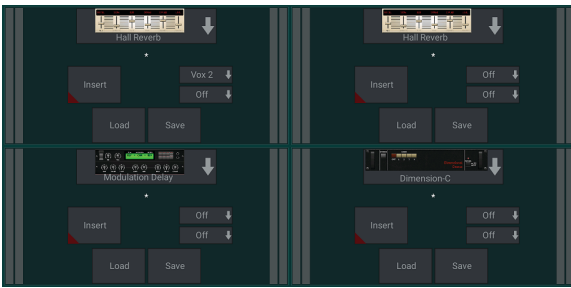 Hall Reverb
*
Insert
Vox 2
Off
Load
Save
Hall Reverb
*
Insert
Off
Off
Load
Save
Modulation Delay
*
Insert
Off
Off
Load
Save
Dimension-C
*
Insert
Off
Off
Load
Save